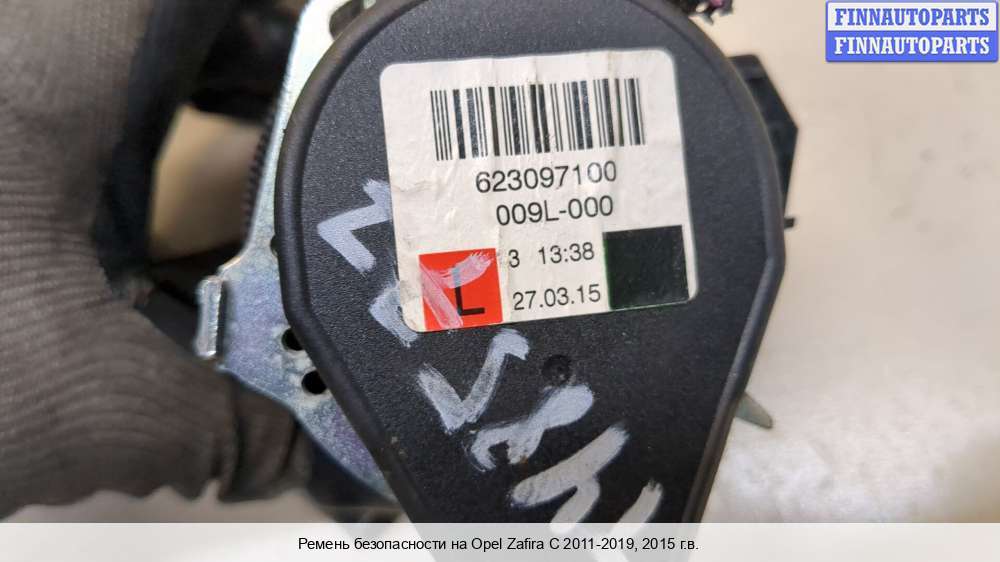 FINNAUTOPARTS
FINNAUTOPARTS
623097100
009L-000
3 13:38
L
27.03.15
Ремень безопасности на Opel Zafira C 2011-2019, 2015 г.в.